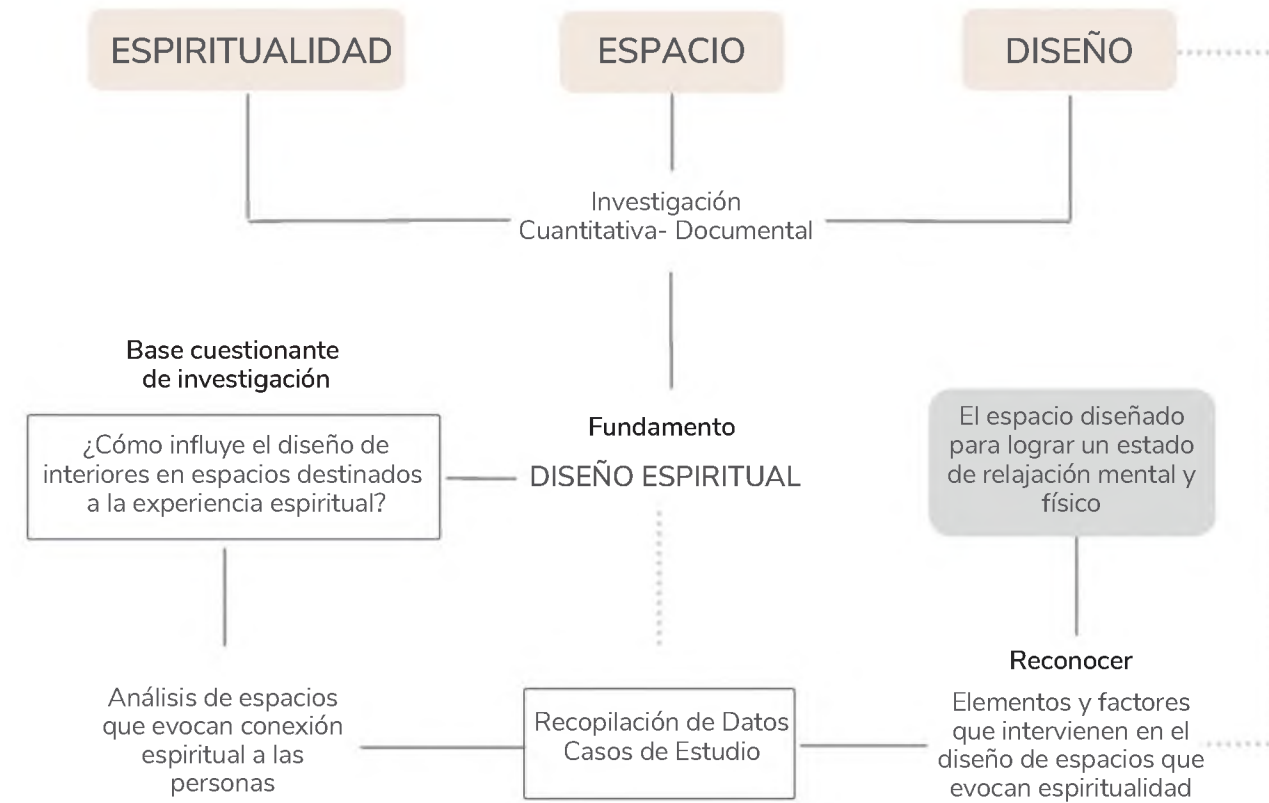 ESPIRITUALIDAD
ESPACIO
DISEÑO
Investigación
Cuantitativa- Documental
Base cuestionante
de investigación
¿Cómo influye el diseño de
interiores en espacios destinados
a la experiencia espiritual?
Fundamento
DISEÑO ESPIRITUAL
El espacio diseñado
para lograr un estado
de relajación mental y
físico
Análisis de espacios
que evocan conexión
espiritual a las
personas
Recopilación de Datos
Casos de Estudio
Reconocer
Elementos y factores
que intervienen en el
diseño de espacios que
evocan espiritualidad